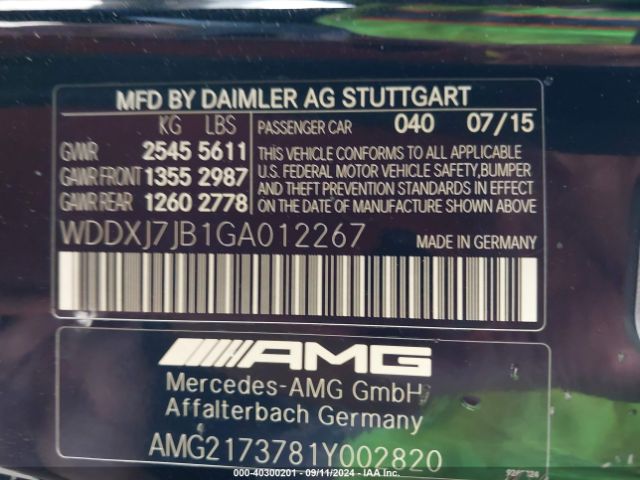 MFD BY DAIMLER AG STUTTGART
KG LBS PASSENGER CAR 040 07/15
GVWR 2545 5611
GAWR FRONT 1355 2987
GAWR REAR 1260 2778
THIS VEHICLE CONFORMS TO ALL APPLICABLE
U.S. FEDERAL MOTOR VEHICLE SAFETY,BUMPER
AND THEFT PREVENTION STANDARDS IN EFFECT
ON THE DATE OF MANUFACTURE SHOWN ABOVE
WDDXJ7JB1GA012267 MADE IN GERMANY
AMG
Mercedes-AMG GmbH
Affalterbach Germany
AMG2173781Y002820
000-40300201 - 09/11/2024 - IAA Inc.